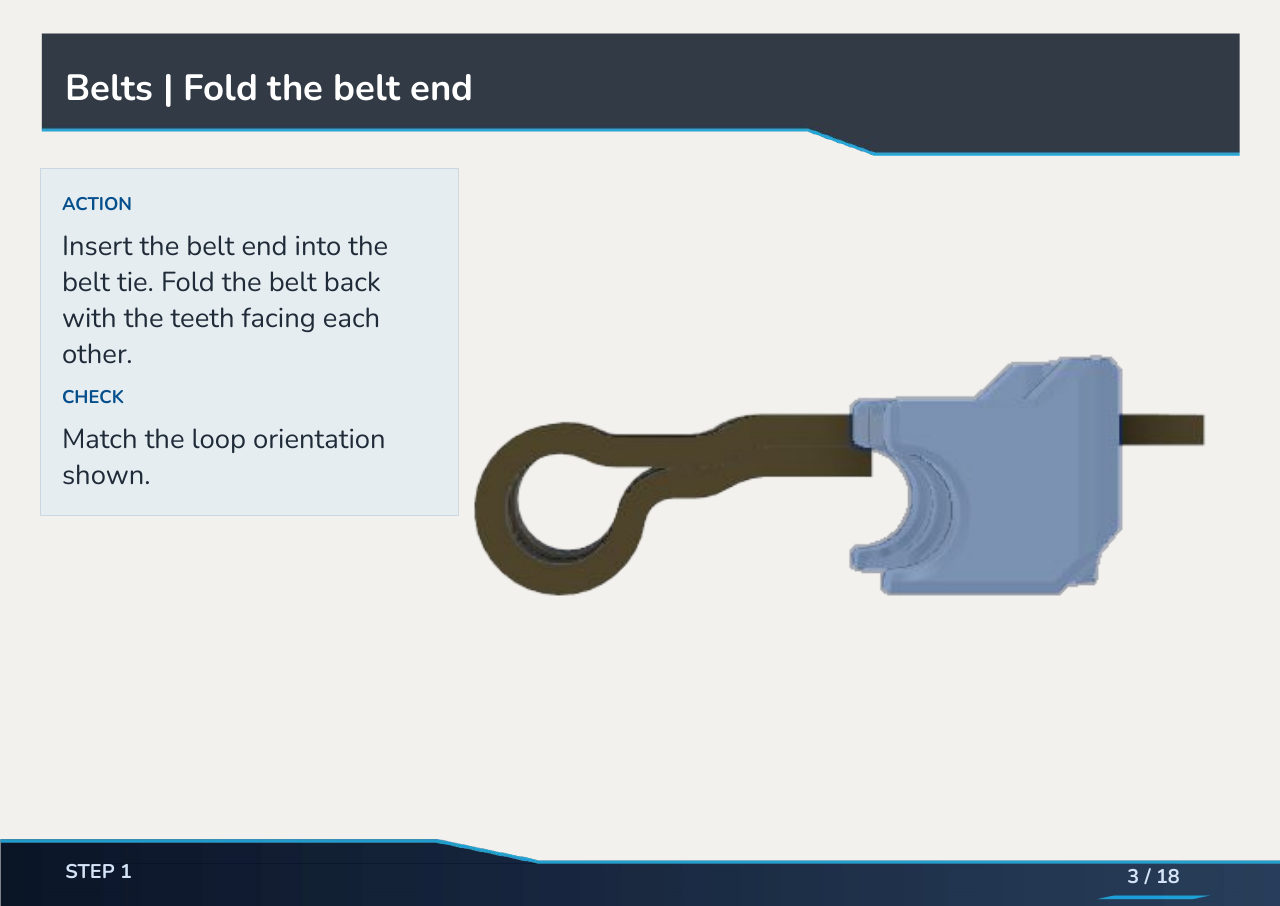 Belts | Fold the belt end
ACTION
Insert the belt end into the
belt tie. Fold the belt back
with the teeth facing each
other.
CHECK
Match the loop orientation
shown.
STEP 1
3 / 18